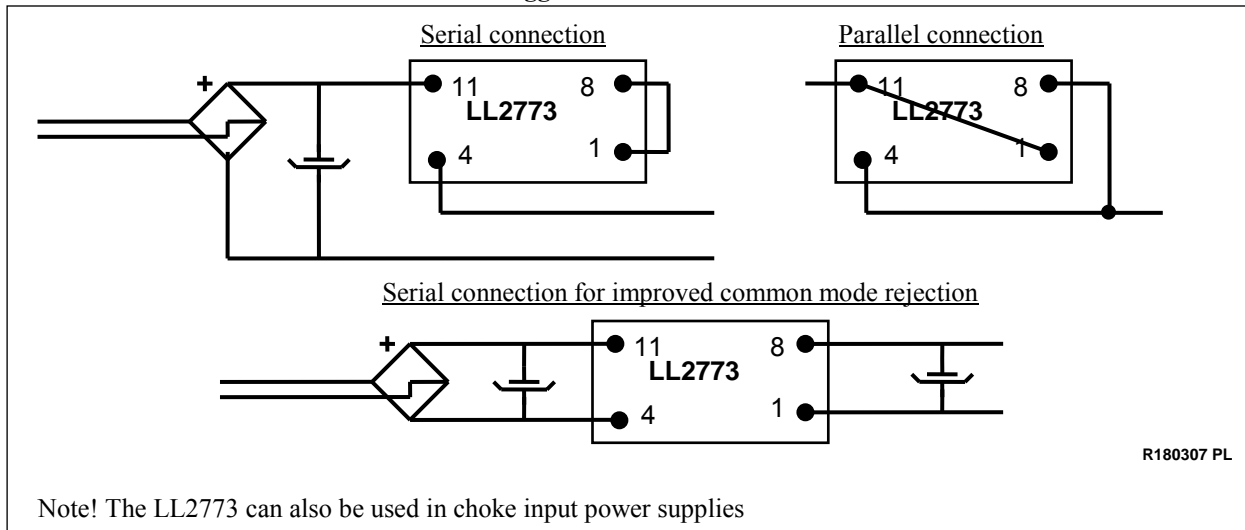 Serial connection
Parallel connection
+
11
8
LL2773
4
1
11
8
LL2773
4
1
Serial connection for improved common mode rejection
+
11
8
LL2773
4
1
R180307 PL
Note! The LL2773 can also be used in choke input power supplies